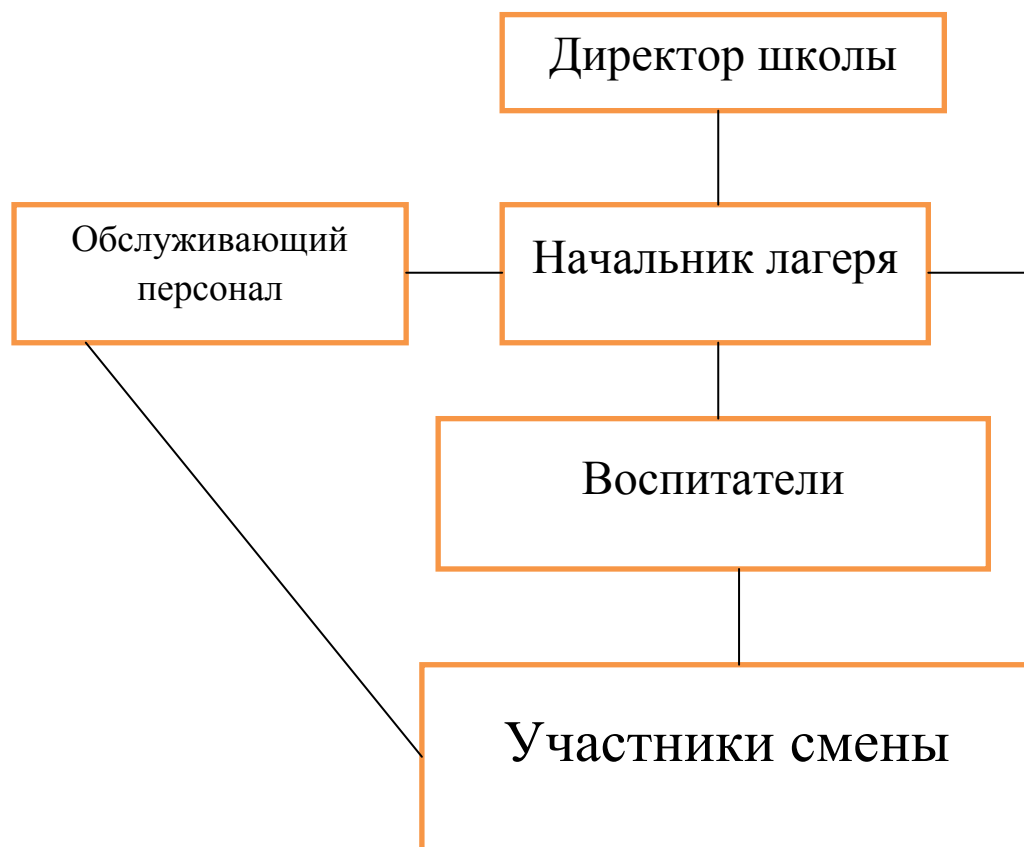 Директор школы
Обслуживающий
персонал
Начальник лагеря
Воспитатели
Участники смены